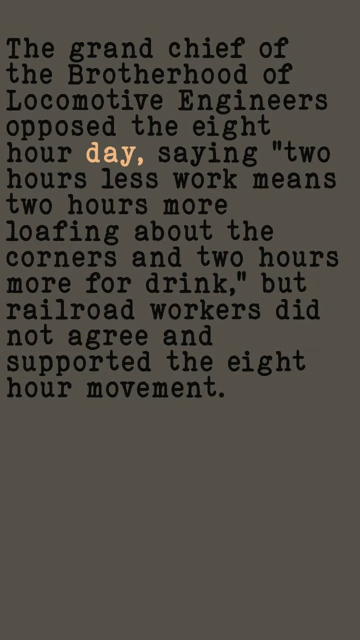 The grand chief of
the Brotherhood of
Locomotive Engineers
opposed the eight
hour day, saying "two
hours less work means
two hours more
loafing about the
corners and two hours
more for drink," but
railroad workers did
not agree and
supported the eight
hour movement.